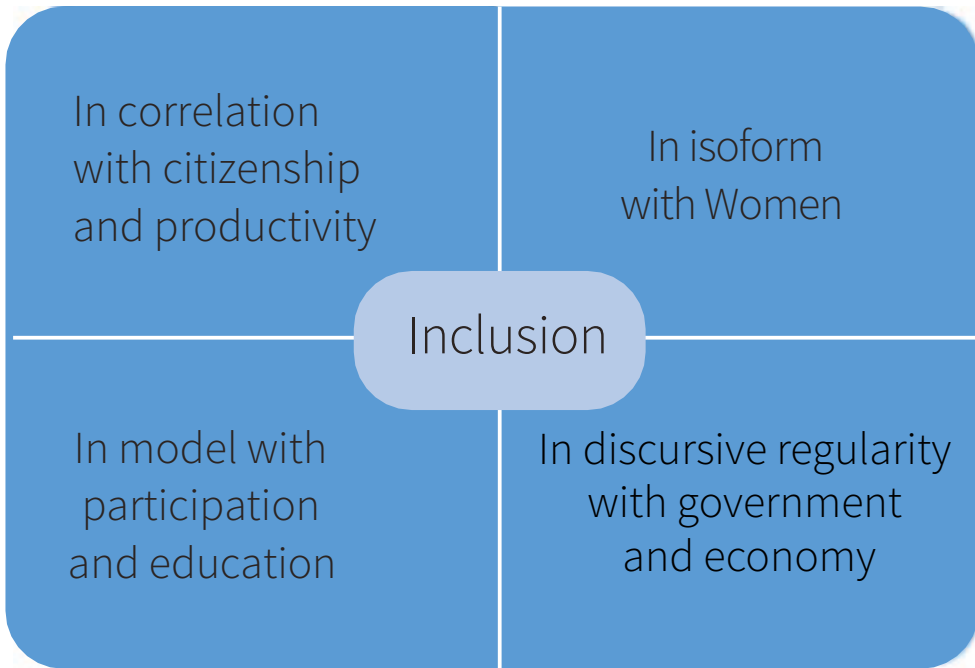 In correlation
with citizenship
and productivity
In isoform
with Women
Inclusion
In model with
participation
and education
In discursive regularity
with government
and economy